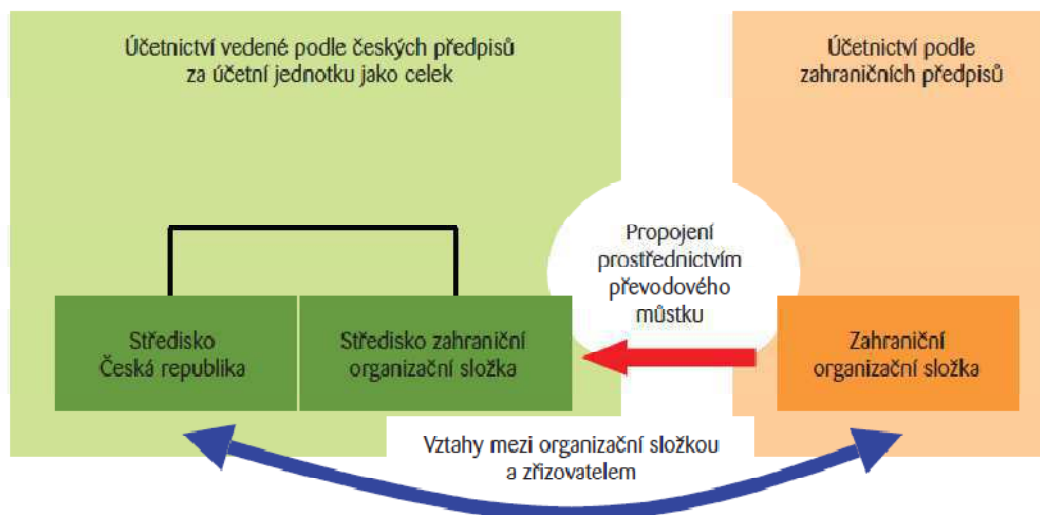 Účetnictví vedené podle českých předpisů
za účetní jednotku jako celek
Účetnictví podle
zahraničních předpisů
Propojení
prostřednictvím
převodového
můstku
Středisko
Česká republika
Středisko zahraniční
organizační složka
Zahraniční
organizační složka
Vztahy mezi organizační složkou
a zřizovatelem